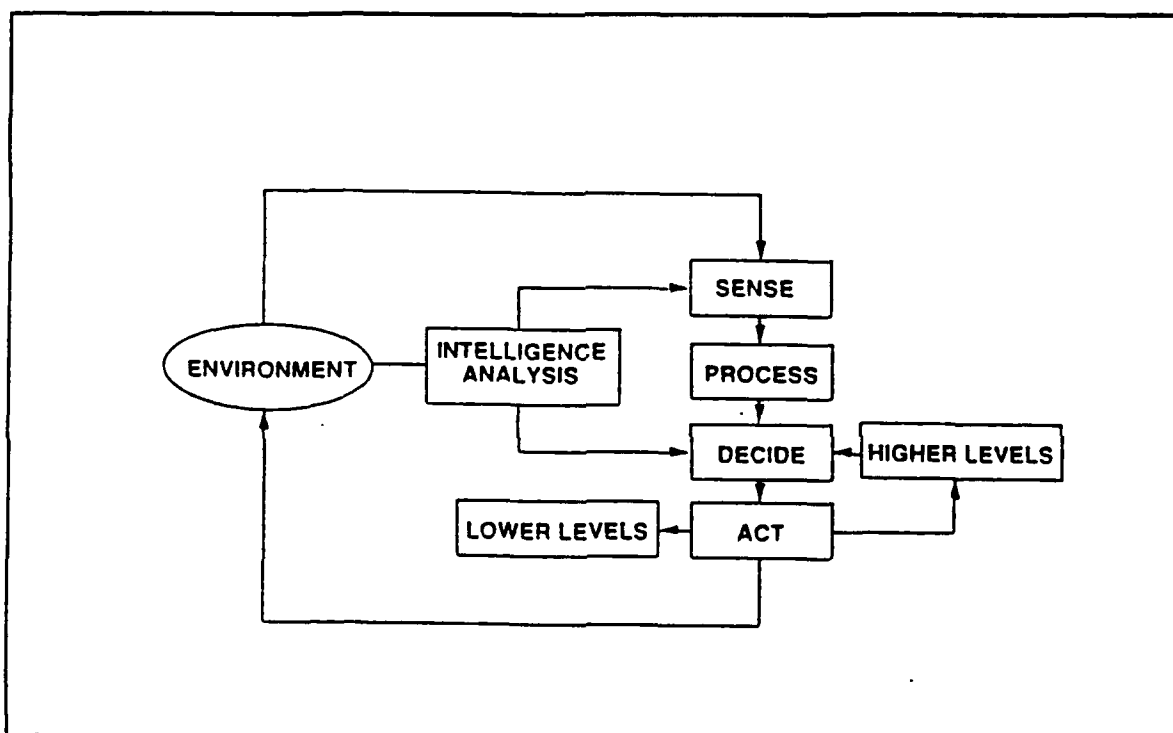 SENSE
ENVIRONMENT
INTELLIGENCE
ANALYSIS
PROCESS
DECIDE
HIGHER LEVELS
LOWER LEVELS
ACT